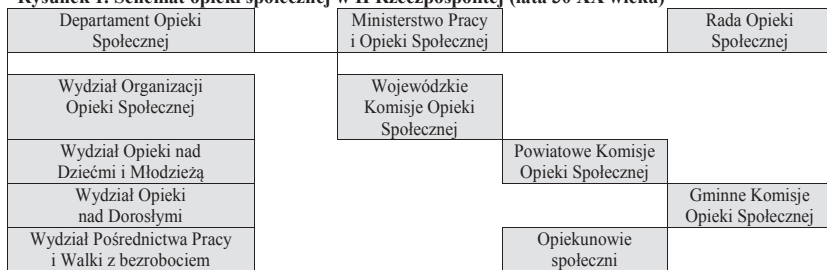 Rysunek 1. Schemat opieki społecznej w II Rzeczpospolitej (lata 30 XX wieku)
Departament Opieki
Społecznej
Ministerstwo Pracy
i Opieki Społecznej
Rada Opieki
Społecznej
Wydział Organizacji
Opieki Społecznej
Wojewódzkie
Komisje Opieki
Społecznej
Wydział Opieki nad
Dziećmi i Młodzieżą
Powiatowe Komisje
Opieki Społecznej
Wydział Opieki
nad Dorosłymi
Gminne Komisje
Opieki Społecznej
Wydział Pośrednictwa Pracy
i Walki z bezrobociem
Opiekunowie
społeczni